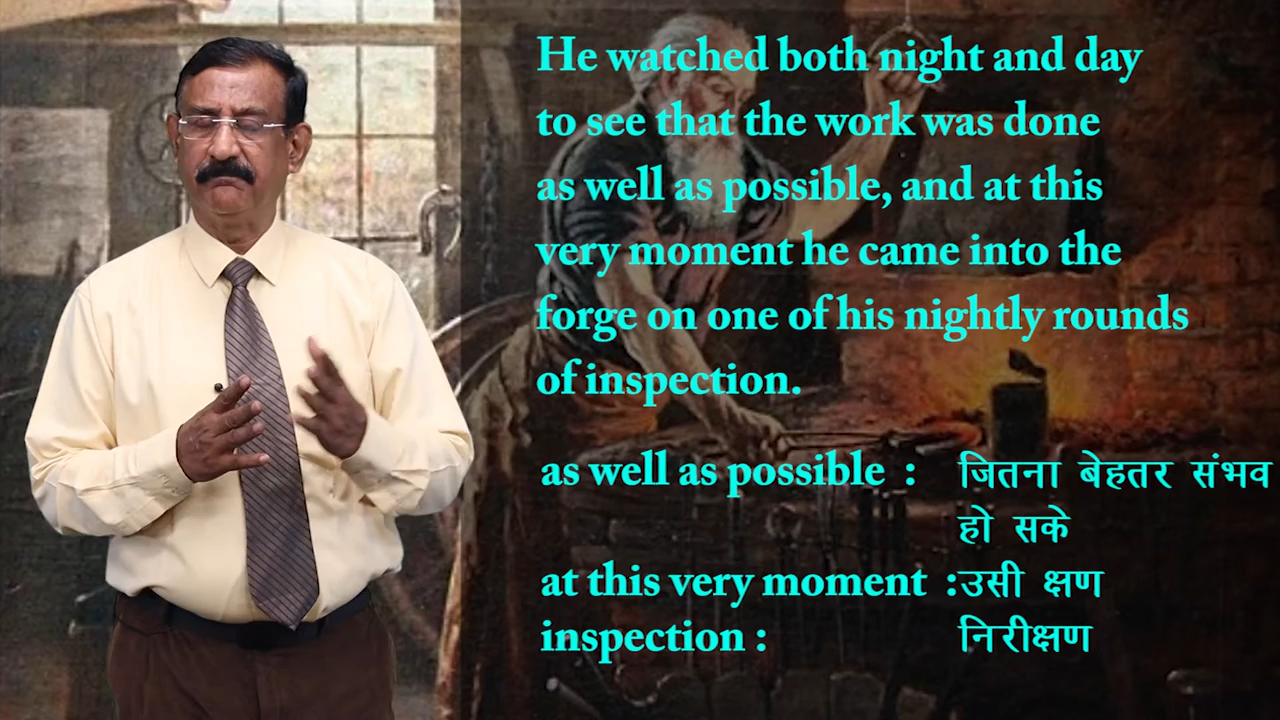 He watched both night and day
to see that the work was done
as well as possible, and at this
very moment he came into the
forge on one of his nightly rounds
of inspection.
as well as possible : जितना बेहतर संभव
हो सके
at this very moment :उसी क्षण
inspection : निरीक्षण